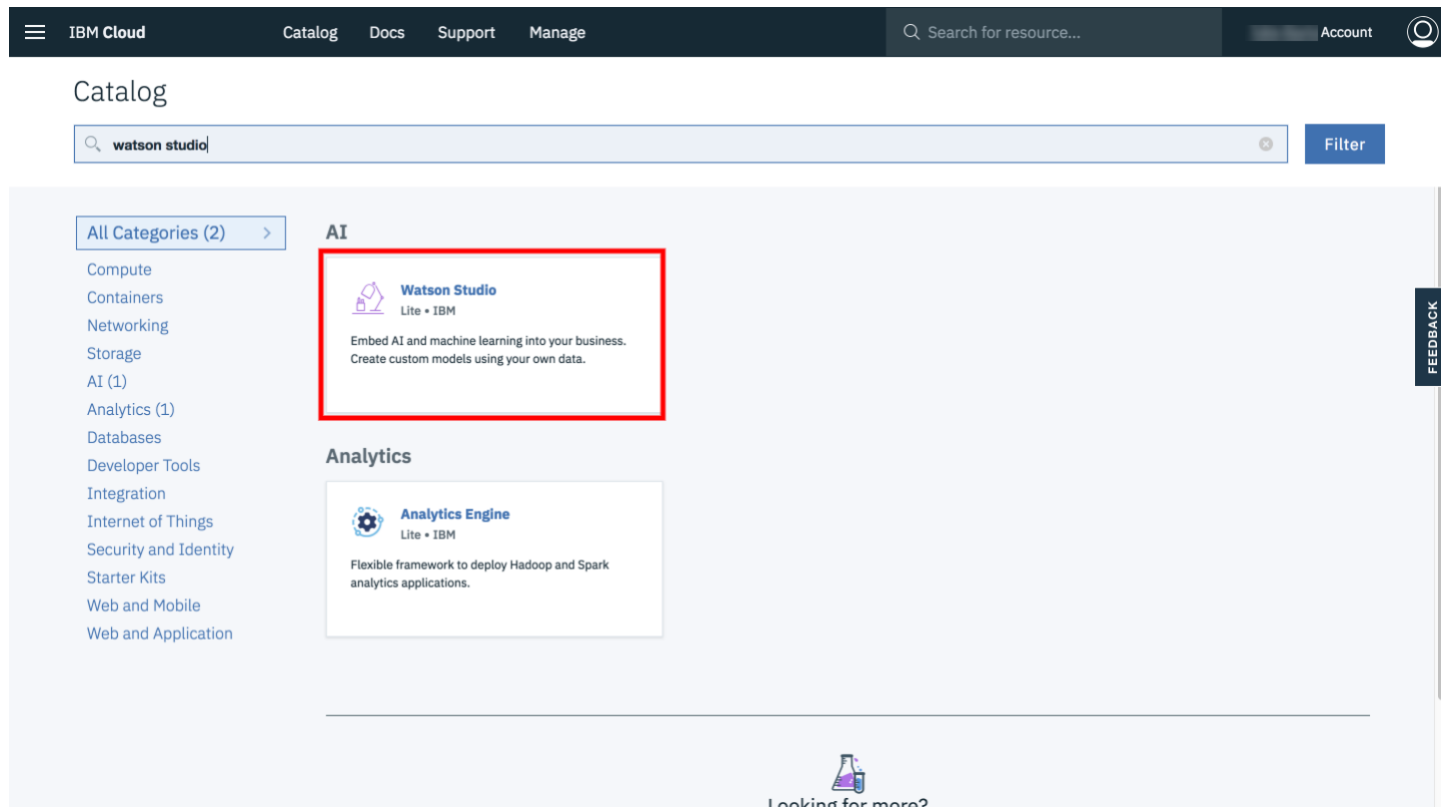 IBM Cloud
Catalog Docs Support Manage
Search for resource...
Account
Catalog
watson studio
Filter
All Categories (2) >
Compute
Containers
Networking
Storage
AI (1)
Analytics (1)
Databases
Developer Tools
Integration
Internet of Things
Security and Identity
Starter Kits
Web and Mobile
Web and Application
AI
Watson Studio
Lite • IBM
Embed AI and machine learning into your business.
Create custom models using your own data.
Analytics
Analytics Engine
Lite • IBM
Flexible framework to deploy Hadoop and Spark
analytics applications.
FEEDBACK
Looking for more?